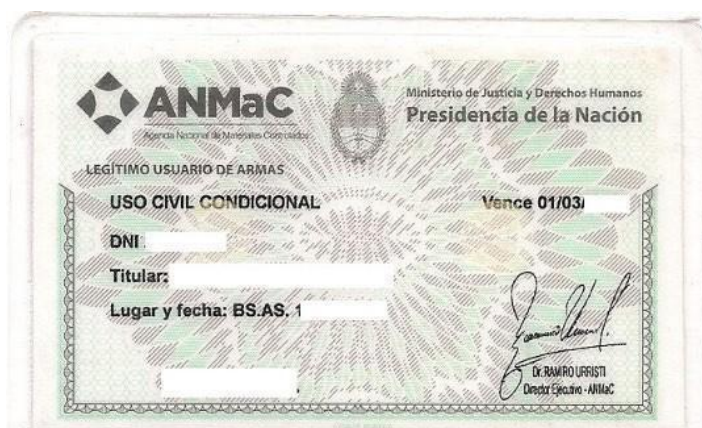 ANMaC
Agencia Nacional de Materiales Controlados
Ministerio de Justicia y Derechos Humanos
Presidencia de la Nación
LEGÍTIMO USUARIO DE ARMAS
USO CIVIL CONDICIONAL
Vence 01/03/
DNI
Titular:
Lugar y fecha: BS.AS. 1
Dr. RAMIRO URRISTI
Director Ejecutivo - ANMaC